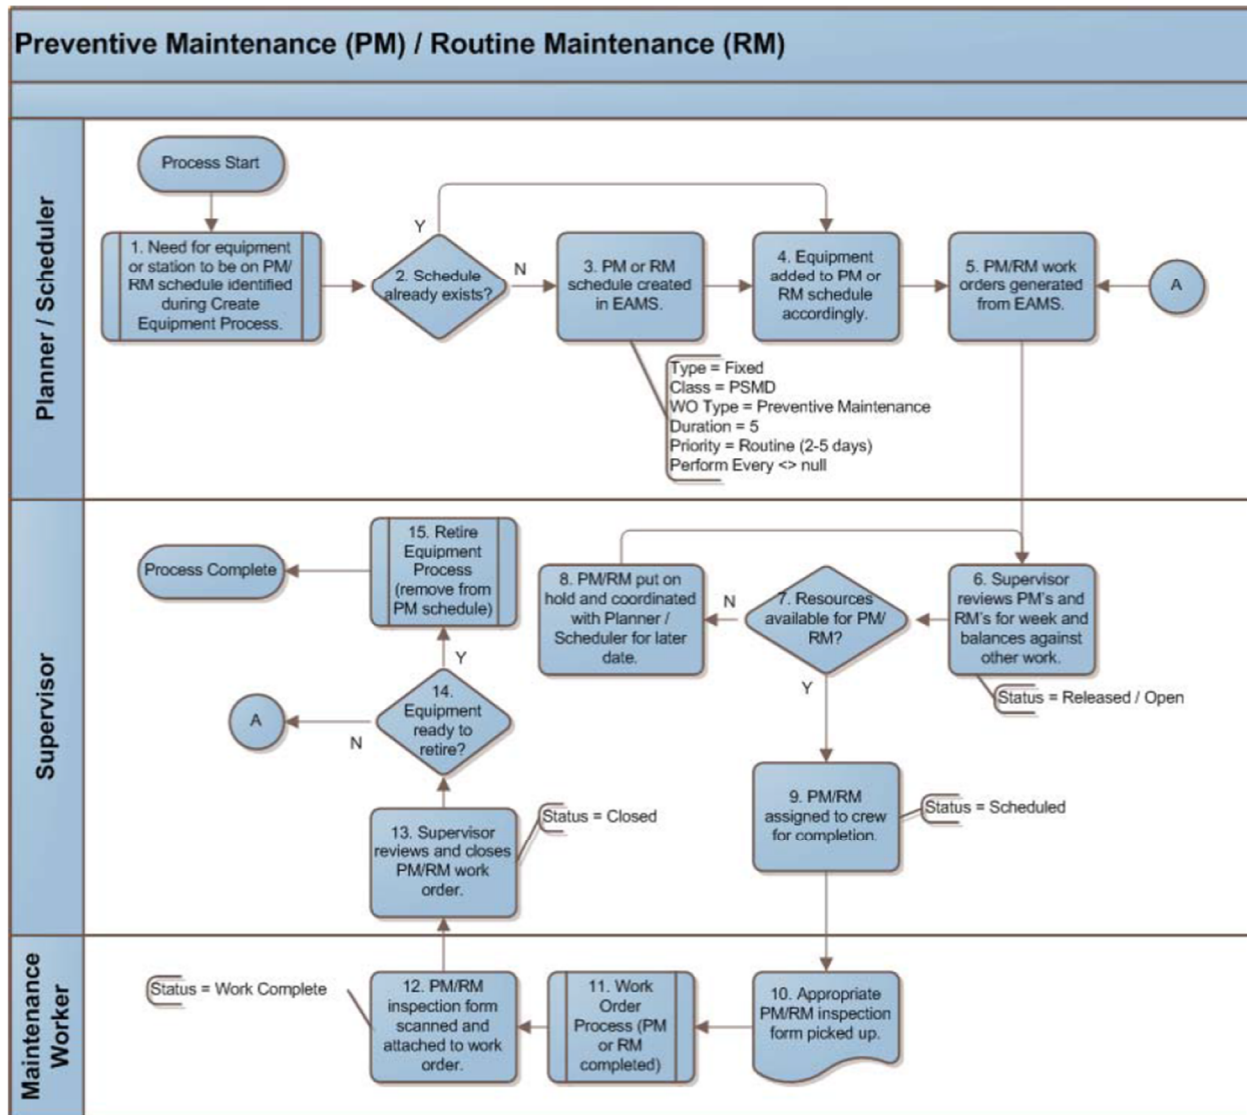 Preventive Maintenance (PM) / Routine Maintenance (RM)
Planner / Scheduler
Process Start
1. Need for equipment
or station to be on PM/
RM schedule identified
during Create
Equipment Process.
2. Schedule
already exists?
Y
N
3. PM or RM
schedule created
in EAMS.
4. Equipment
added to PM or
RM schedule
accordingly.
5. PM/RM work
orders generated
from EAMS.
A
Type = Fixed
Class = PSMD
WO Type = Preventive Maintenance
Duration = 5
Priority = Routine (2-5 days)
Perform Every <> null
Supervisor
6. Supervisor
reviews PM's and
RM's for week and
balances against
other work.
Status = Released / Open
7. Resources
available for PM/
RM?
N
Y
8. PM/RM put on
hold and coordinated
with Planner /
Scheduler for later
date.
9. PM/RM
assigned to crew
for completion.
Status = Scheduled
15. Retire
Equipment
Process
(remove from
PM schedule)
Process Complete
Y
14.
Equipment
ready to
retire?
N
A
13. Supervisor
reviews and closes
PM/RM work
order.
Status = Closed
Maintenance
Worker
10. Appropriate
PM/RM inspection
form picked up.
11. Work
Order
Process (PM
or RM
completed)
12. PM/RM
inspection form
scanned and
attached to work
order.
Status = Work Complete